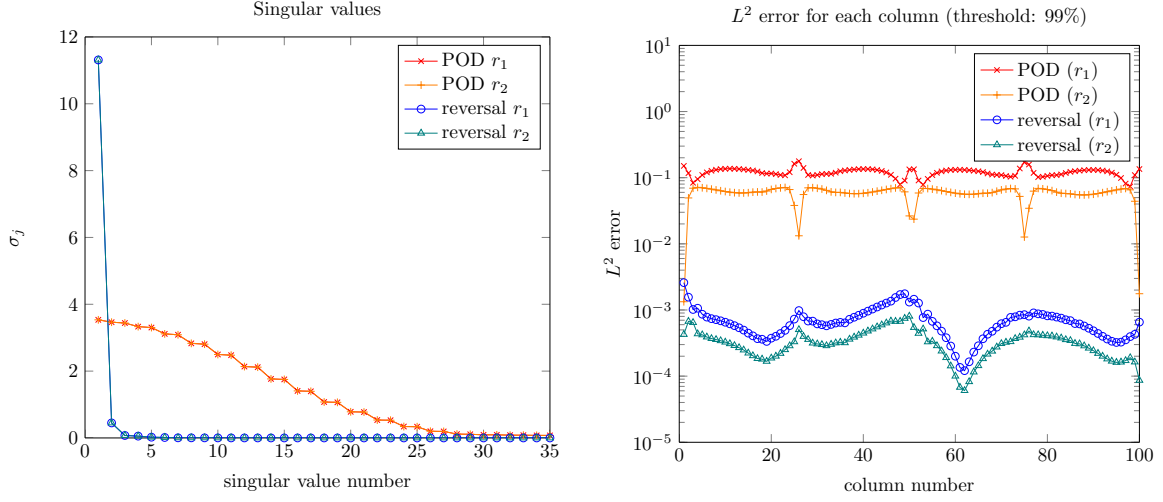 Singular values
12
10
8
6
4
2
0
0
5
10
15
20
25
30
35
σ_j
singular value number
POD r_1
POD r_2
reversal r_1
reversal r_2
L^2 error for each column (threshold: 99%)
10^1
10^0
10^−1
10^−2
10^−3
10^−4
10^−5
0
20
40
60
80
100
L^2 error
column number
POD (r_1)
POD (r_2)
reversal (r_1)
reversal (r_2)